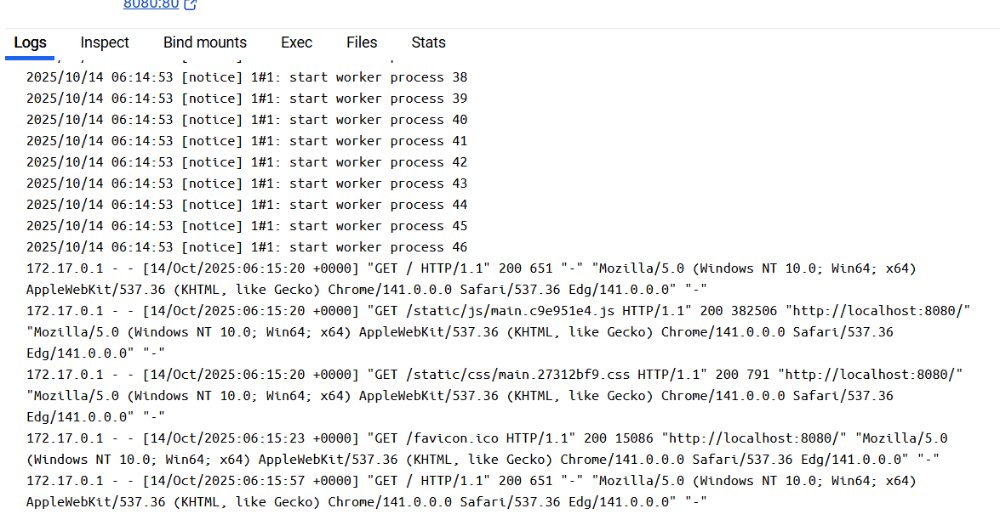 8080:80
Logs Inspect Bind mounts Exec Files Stats
2025/10/14 06:14:53 [notice] 1#1: start worker process 38
2025/10/14 06:14:53 [notice] 1#1: start worker process 39
2025/10/14 06:14:53 [notice] 1#1: start worker process 40
2025/10/14 06:14:53 [notice] 1#1: start worker process 41
2025/10/14 06:14:53 [notice] 1#1: start worker process 42
2025/10/14 06:14:53 [notice] 1#1: start worker process 43
2025/10/14 06:14:53 [notice] 1#1: start worker process 44
2025/10/14 06:14:53 [notice] 1#1: start worker process 45
2025/10/14 06:14:53 [notice] 1#1: start worker process 46
172.17.0.1 - - [14/Oct/2025:06:15:20 +0000] "GET / HTTP/1.1" 200 651 "-" "Mozilla/5.0 (Windows NT 10.0; Win64; x64)
AppleWebKit/537.36 (KHTML, like Gecko) Chrome/141.0.0.0 Safari/537.36 Edg/141.0.0.0" "-"
172.17.0.1 - - [14/Oct/2025:06:15:20 +0000] "GET /static/js/main.c9e951e4.js HTTP/1.1" 200 382506 "http://localhost:8080/"
"Mozilla/5.0 (Windows NT 10.0; Win64; x64) AppleWebKit/537.36 (KHTML, like Gecko) Chrome/141.0.0.0 Safari/537.36
Edg/141.0.0.0" "-"
172.17.0.1 - - [14/Oct/2025:06:15:20 +0000] "GET /static/css/main.27312bf9.css HTTP/1.1" 200 791 "http://localhost:8080/"
"Mozilla/5.0 (Windows NT 10.0; Win64; x64) AppleWebKit/537.36 (KHTML, like Gecko) Chrome/141.0.0.0 Safari/537.36
Edg/141.0.0.0" "-"
172.17.0.1 - - [14/Oct/2025:06:15:23 +0000] "GET /favicon.ico HTTP/1.1" 200 15086 "http://localhost:8080/" "Mozilla/5.0
(Windows NT 10.0; Win64; x64) AppleWebKit/537.36 (KHTML, like Gecko) Chrome/141.0.0.0 Safari/537.36 Edg/141.0.0.0" "-"
172.17.0.1 - - [14/Oct/2025:06:15:57 +0000] "GET / HTTP/1.1" 200 651 "-" "Mozilla/5.0 (Windows NT 10.0; Win64; x64)
AppleWebKit/537.36 (KHTML, like Gecko) Chrome/141.0.0.0 Safari/537.36 Edg/141.0.0.0" "-"